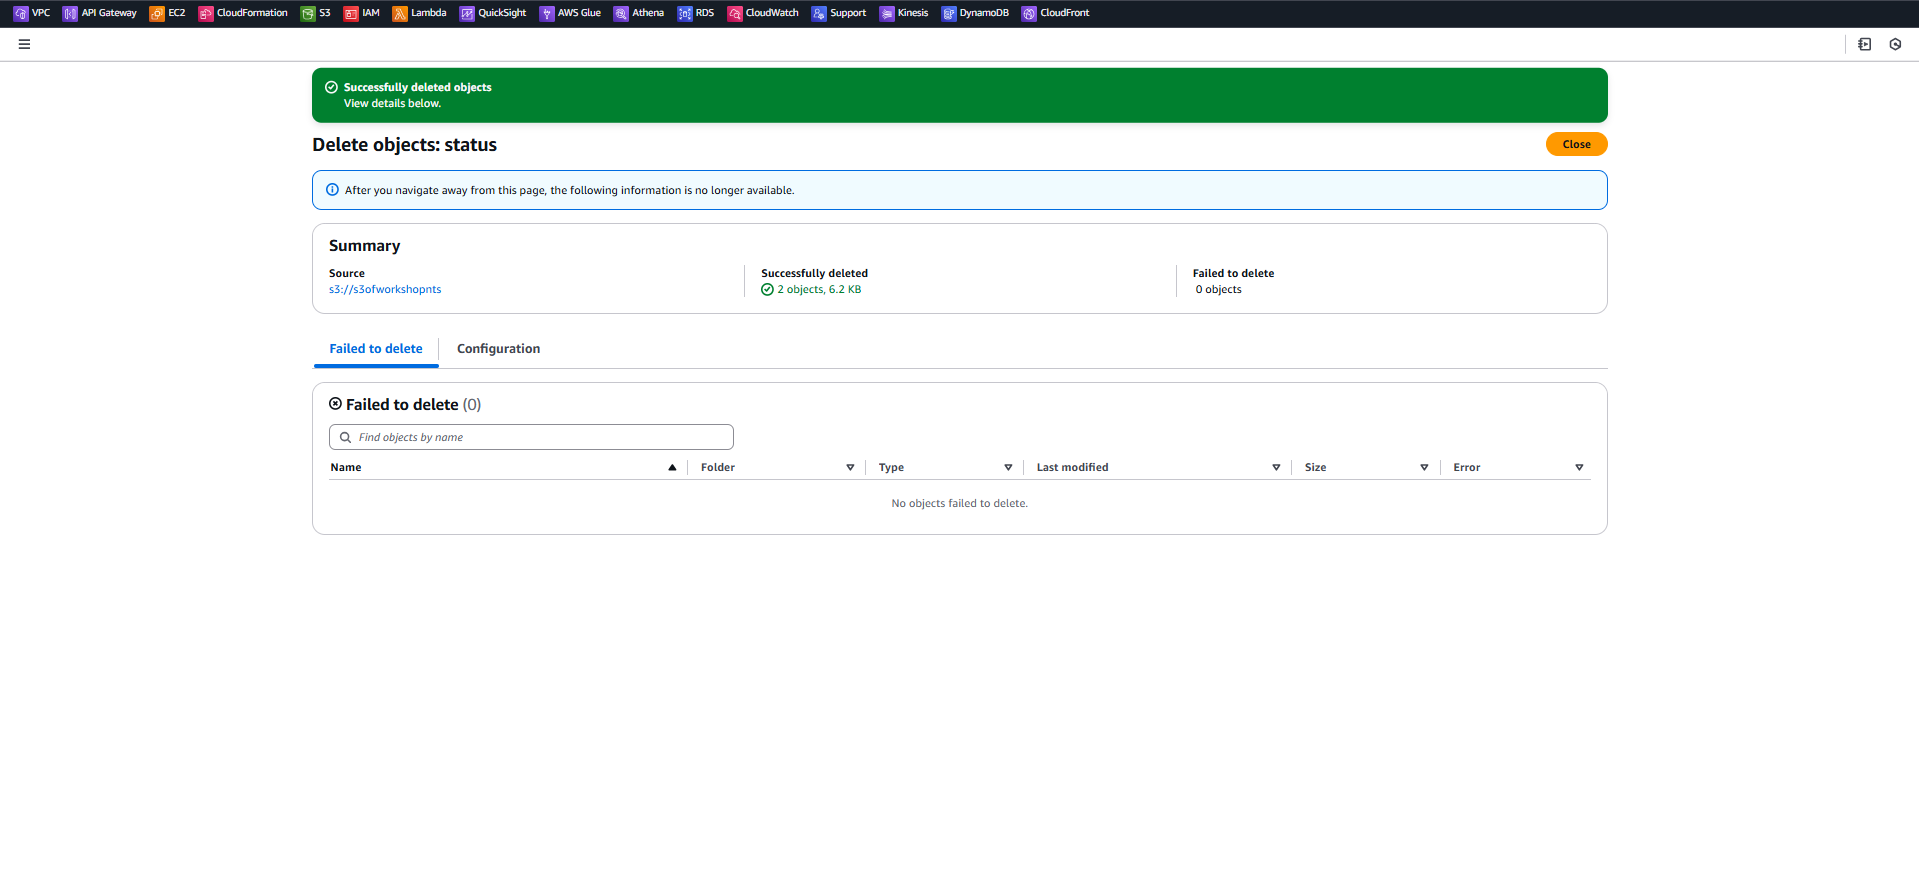 VPC API Gateway EC2 CloudFormation S3 IAM Lambda QuickSight AWS Glue Athena RDS CloudWatch Support Kinesis DynamoDB CloudFront
Successfully deleted objects
View details below.
Delete objects: status
Close
After you navigate away from this page, the following information is no longer available.
Summary
Source Successfully deleted Failed to delete
s3://s3ofworkshopnts 2 objects, 6.2 KB 0 objects
Failed to delete Configuration
Failed to delete (0)
Find objects by name
Name Folder Type Last modified Size Error
No objects failed to delete.